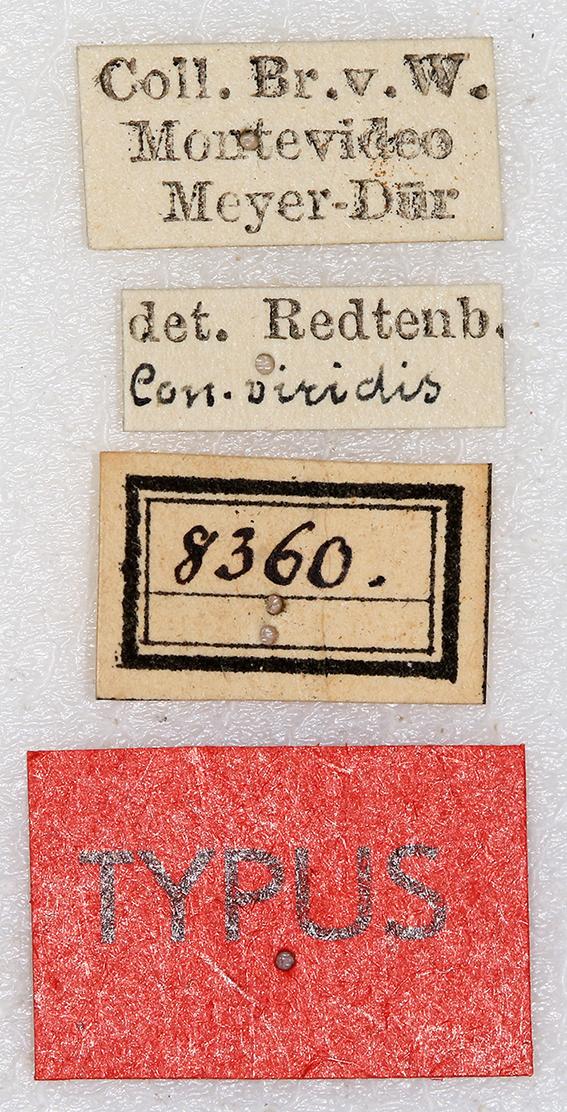 Coll. Br.v.W.
Montevideo
Meyer-Dür
det. Redtenb.
Con. viridis
8360.
TYPUS